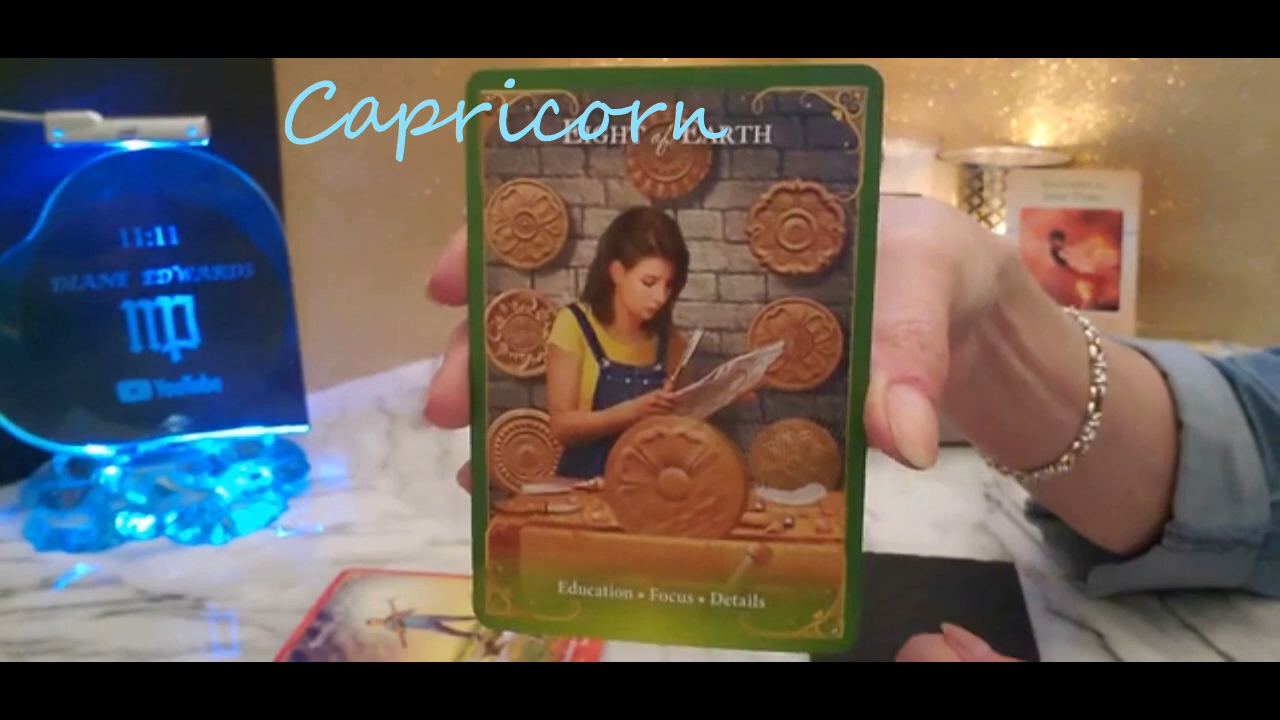 Capricorn
EIGHT of EARTH
11:11
DIANE EDWARDS
YouTube
Education • Focus • Details